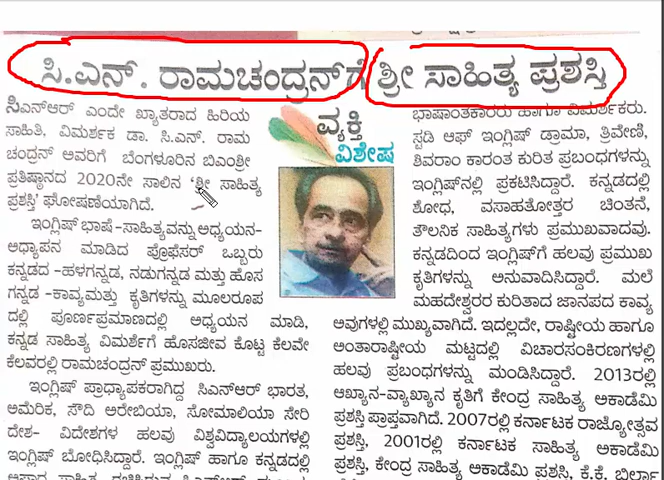 ಸಿ.ಎನ್. ರಾಮಚಂದ್ರನ್‌ಗೆ ಶ್ರೀ ಸಾಹಿತ್ಯ ಪ್ರಶಸ್ತಿ
ಸಿಎನ್ಆರ್ ಎಂದೇ ಖ್ಯಾತರಾದ ಹಿರಿಯ
ಸಾಹಿತಿ, ವಿಮರ್ಶಕ ಡಾ. ಸಿ.ಎನ್. ರಾಮ
ಚಂದ್ರನ್ ಅವರಿಗೆ ಬೆಂಗಳೂರಿನ ಬಿಎಂಶ್ರೀ
ಪ್ರತಿಷ್ಠಾನದ 2020ನೇ ಸಾಲಿನ 'ಶ್ರೀ ಸಾಹಿತ್ಯ
ಪ್ರಶಸ್ತಿ' ಘೋಷಣೆಯಾಗಿದೆ.
ಇಂಗ್ಲಿಷ್ ಭಾಷೆ-ಸಾಹಿತ್ಯವನ್ನು ಅಧ್ಯಯನ-
ಅಧ್ಯಾಪನ ಮಾಡಿದ ಪ್ರೊಫೆಸರ್ ಒಬ್ಬರು
ಕನ್ನಡದ -ಹಳಗನ್ನಡ, ನಡುಗನ್ನಡ ಮತ್ತು ಹೊಸ
ಗನ್ನಡ -ಕಾವ್ಯಮತ್ತು ಕೃತಿಗಳನ್ನು ಮೂಲರೂಪ
ದಲ್ಲಿ ಪೂರ್ಣಪ್ರಮಾಣದಲ್ಲಿ ಅಧ್ಯಯನ ಮಾಡಿ,
ಕನ್ನಡ ಸಾಹಿತ್ಯ ವಿಮರ್ಶೆಗೆ ಹೊಸಜೀವ ಕೊಟ್ಟ ಕೆಲವೇ
ಕೆಲವರಲ್ಲಿ ರಾಮಚಂದ್ರನ್ ಪ್ರಮುಖರು.
ಇಂಗ್ಲಿಷ್ ಪ್ರಾಧ್ಯಾಪಕರಾಗಿದ್ದ ಸಿಎನ್ಆರ್ ಭಾರತ,
ಅಮೆರಿಕ, ಸೌದಿ ಅರೇಬಿಯಾ, ಸೋಮಾಲಿಯಾ ಸೇರಿ
ದೇಶ- ವಿದೇಶಗಳ ಹಲವು ವಿಶ್ವವಿದ್ಯಾಲಯಗಳಲ್ಲಿ
ಇಂಗ್ಲಿಷ್ ಬೋಧಿಸಿದ್ದಾರೆ. ಇಂಗ್ಲಿಷ್ ಹಾಗೂ ಕನ್ನಡದಲ್ಲಿ
ವ್ಯಕ್ತಿ
ವಿಶೇಷ
ಭಾಷಾಂತಕಾರರು ಹಾಗೂ ವಿಮರ್ಶಕರು.
ಸ್ಟಡಿ ಆಫ್ ಇಂಗ್ಲಿಷ್ ಡ್ರಾಮಾ, ತ್ರಿವೇಣಿ,
ಶಿವರಾಂ ಕಾರಂತ ಕುರಿತ ಪ್ರಬಂಧಗಳನ್ನು
ಇಂಗ್ಲಿಷ್‌ನಲ್ಲಿ ಪ್ರಕಟಿಸಿದ್ದಾರೆ. ಕನ್ನಡದಲ್ಲಿ
ಶೋಧ, ವಸಾಹತೋತ್ತರ ಚಿಂತನೆ,
ತೌಲನಿಕ ಸಾಹಿತ್ಯಗಳು ಪ್ರಮುಖವಾದವು.
ಕನ್ನಡದಿಂದ ಇಂಗ್ಲಿಷ್‌ಗೆ ಹಲವು ಪ್ರಮುಖ
ಕೃತಿಗಳನ್ನು ಅನುವಾದಿಸಿದ್ದಾರೆ. ಮಲೆ
ಮಹದೇಶ್ವರರ ಕುರಿತಾದ ಜಾನಪದ ಕಾವ್ಯ
ಅವುಗಳಲ್ಲಿ ಮುಖ್ಯವಾಗಿದೆ. ಇದಲ್ಲದೇ, ರಾಷ್ಟ್ರೀಯ ಹಾಗೂ
ಅಂತಾರಾಷ್ಟ್ರೀಯ ಮಟ್ಟದಲ್ಲಿ ವಿಚಾರಸಂಕಿರಣಗಳಲ್ಲಿ
ಹಲವು ಪ್ರಬಂಧಗಳನ್ನು ಮಂಡಿಸಿದ್ದಾರೆ. 2013ರಲ್ಲಿ
ಆಖ್ಯಾನ-ವ್ಯಾಖ್ಯಾನ ಕೃತಿಗೆ ಕೇಂದ್ರ ಸಾಹಿತ್ಯ ಅಕಾಡೆಮಿ
ಪ್ರಶಸ್ತಿ ಪ್ರಾಪ್ತವಾಗಿದೆ. 2007ರಲ್ಲಿ ಕರ್ನಾಟಕ ರಾಜ್ಯೋತ್ಸವ
ಪ್ರಶಸ್ತಿ, 2001ರಲ್ಲಿ ಕರ್ನಾಟಕ ಸಾಹಿತ್ಯ ಅಕಾಡೆಮಿ
ಪ್ರಶಸ್ತಿ, ಕೇಂದ್ರ ಸಾಹಿತ್ಯ ಅಕಾಡೆಮಿ ಪ್ರಶಸ್ತಿ, ಕೆ.ಕೆ. ಬಿರ್ಲಾ